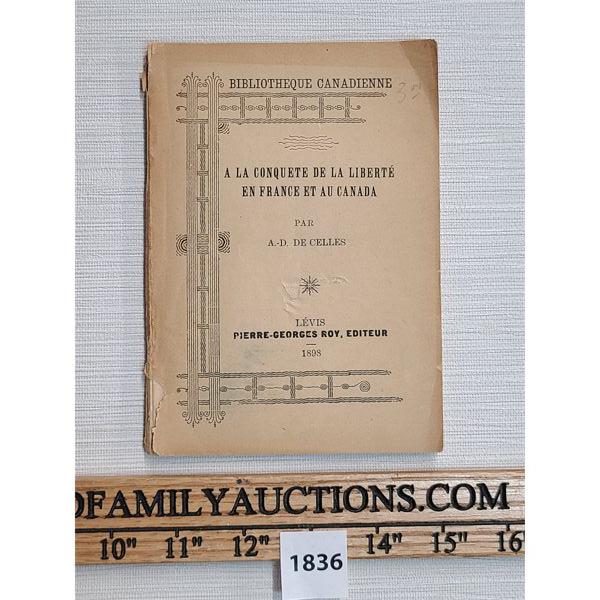 BIBLIOTHEQUE CANADIENNE
A LA CONQUETE DE LA LIBERTÉ
EN FRANCE ET AU CANADA
PAR
A.-D. DE CELLES
LÉVIS
PIERRE-GEORGES ROY, EDITEUR
1898
OFAMILYAUCTIONS.COM
10" 11" 12" 14" 15" 16
1836